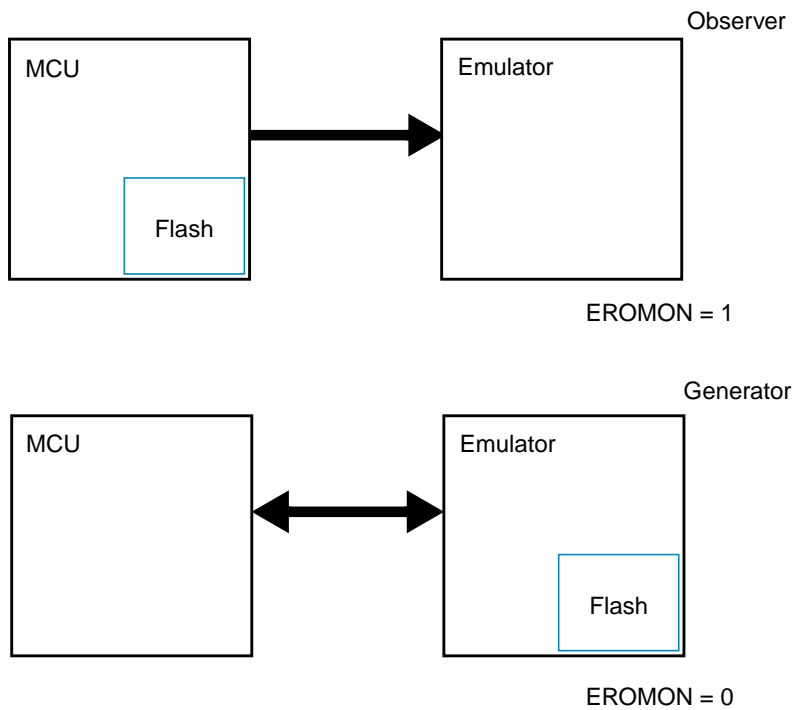 Observer
MCU
Emulator
Flash
EROMON = 1
Generator
MCU
Emulator
Flash
EROMON = 0